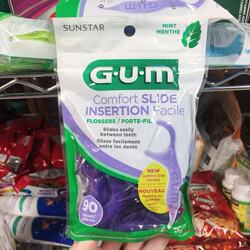 SUNSTAR
MINT
MENTHE
G·U·M
Comfort SLIDE
INSERTION Facile
FLOSSERS / PORTE-FIL
Slides easily
between teeth
Glisse facilement
entre les dents
NEW
NOUVEAU
90